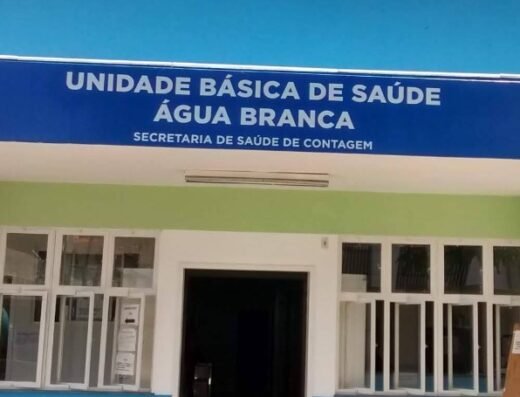 UNIDADE BÁSICA DE SAÚDE
ÁGUA BRANCA
SECRETARIA DE SAÚDE DE CONTAGEM